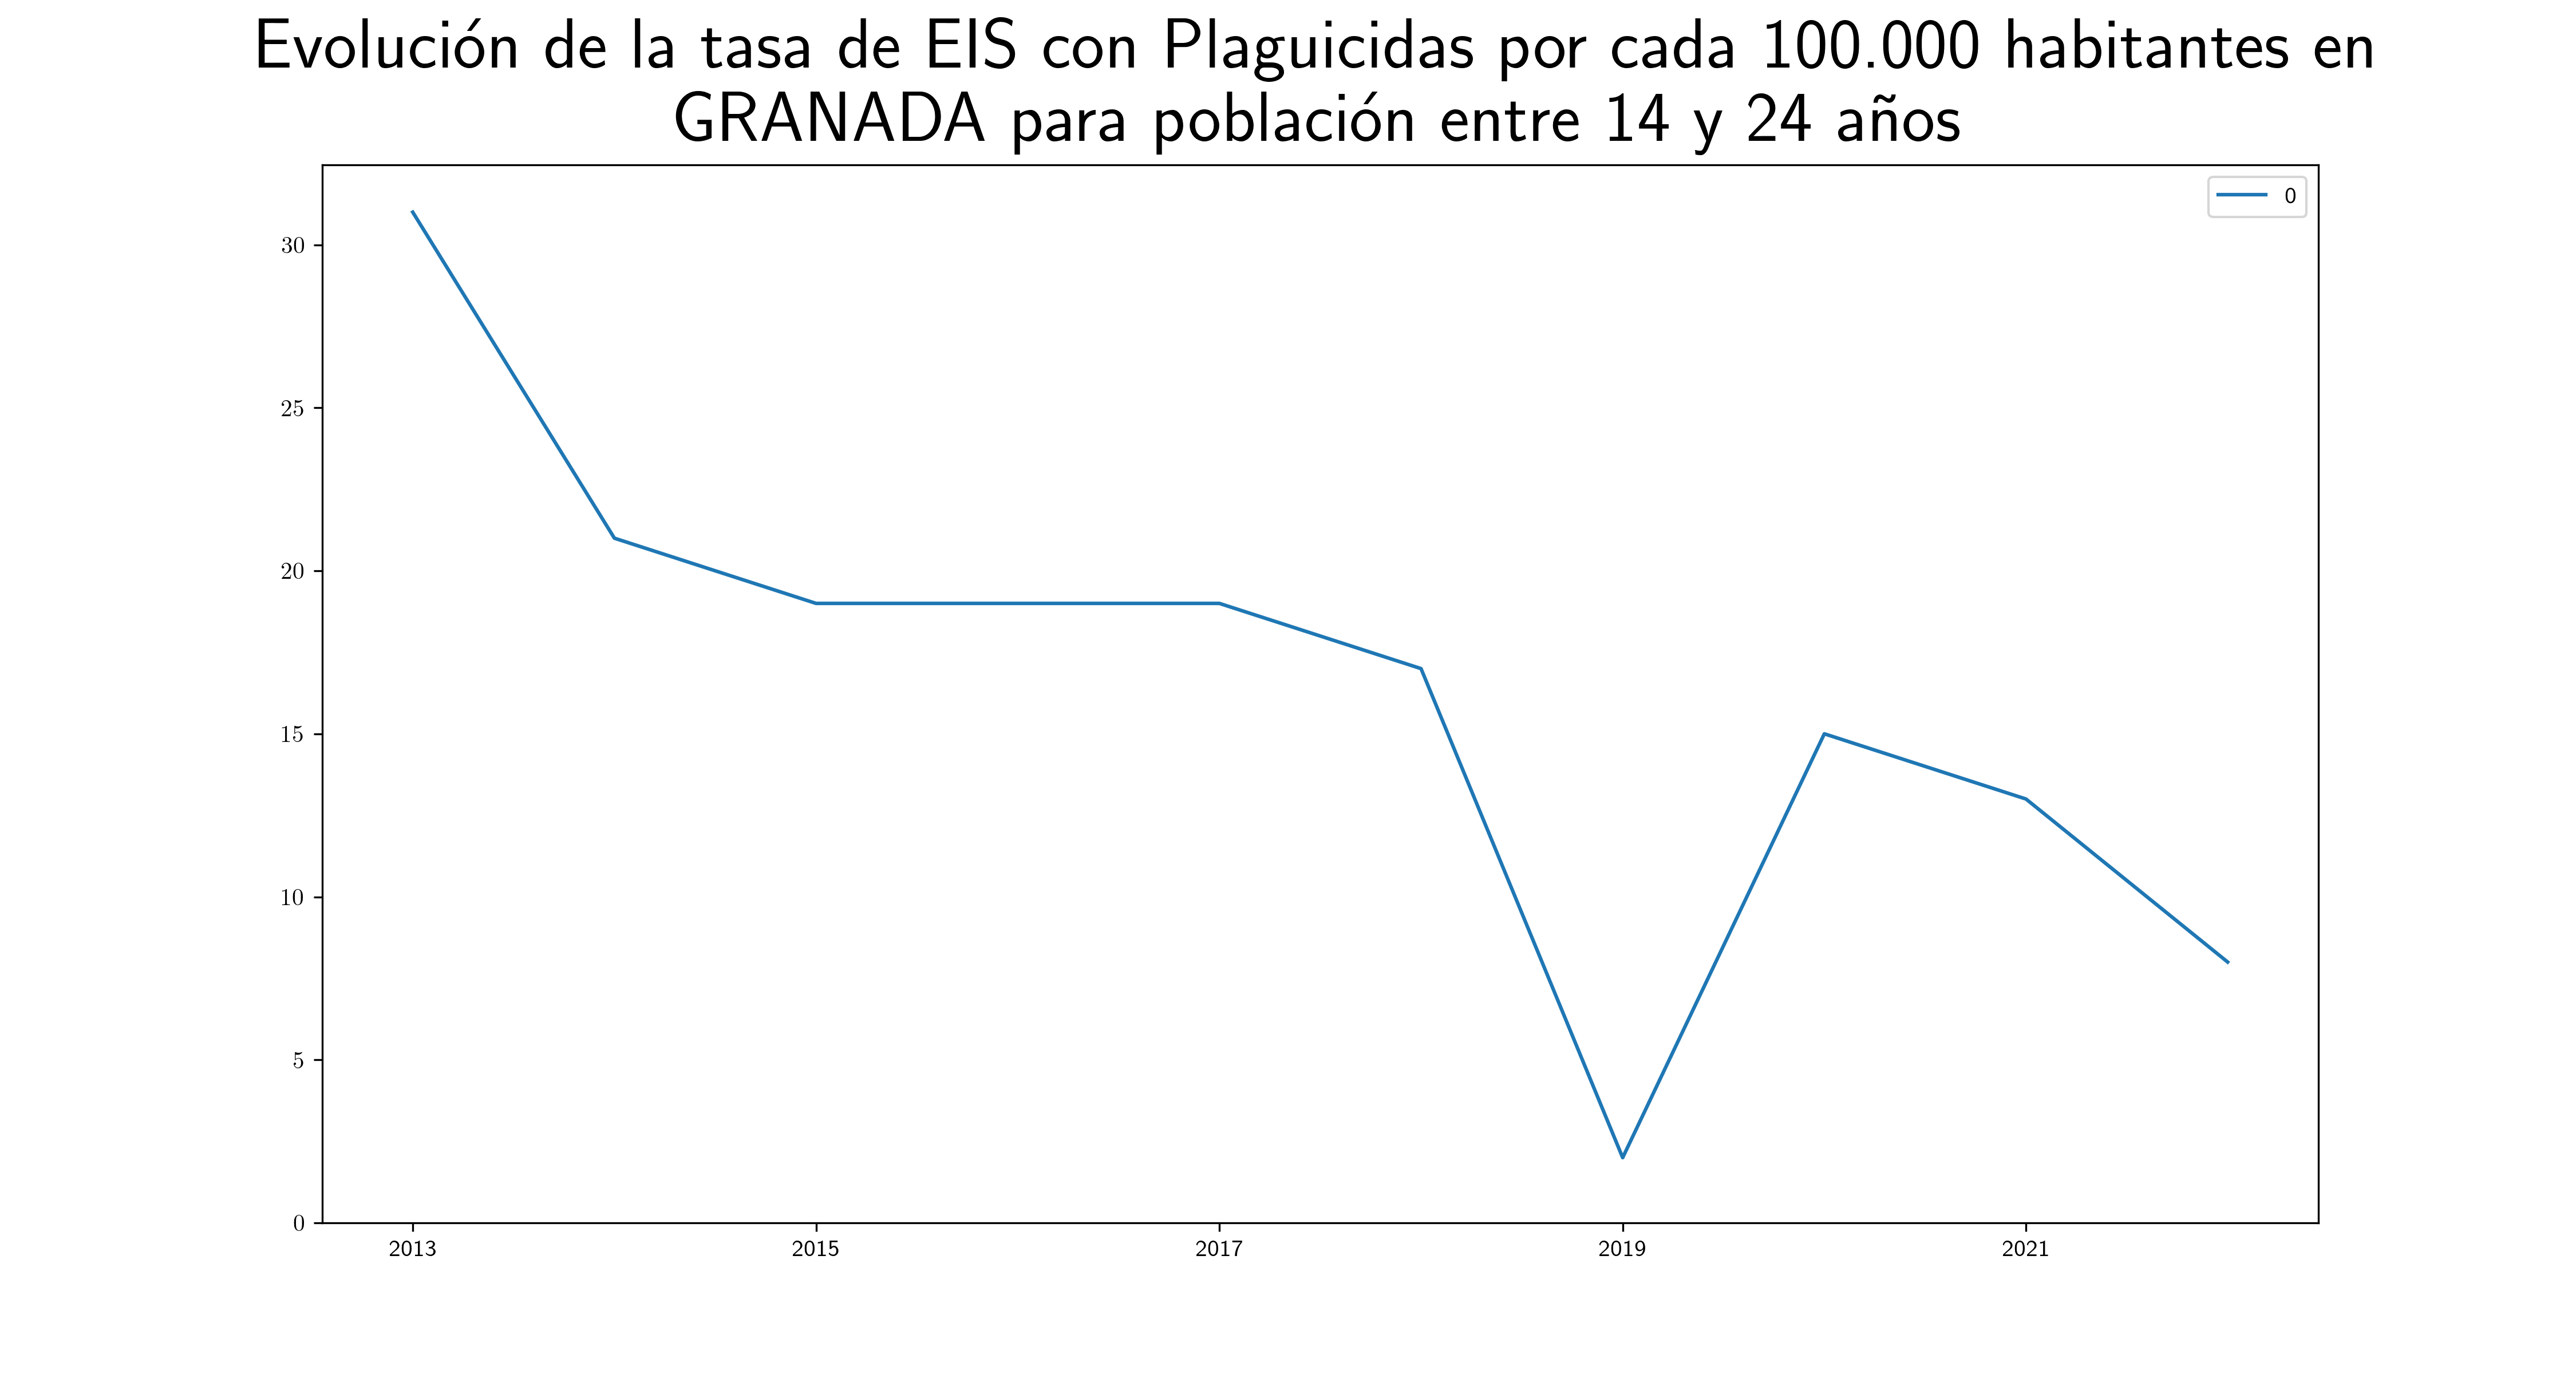 Evolución de la tasa de EIS con Plaguicidas por cada 100.000 habitantes en
GRANADA para población entre 14 y 24 años
0
30
25
20
15
10
5
0
2013 2015 2017 2019 2021